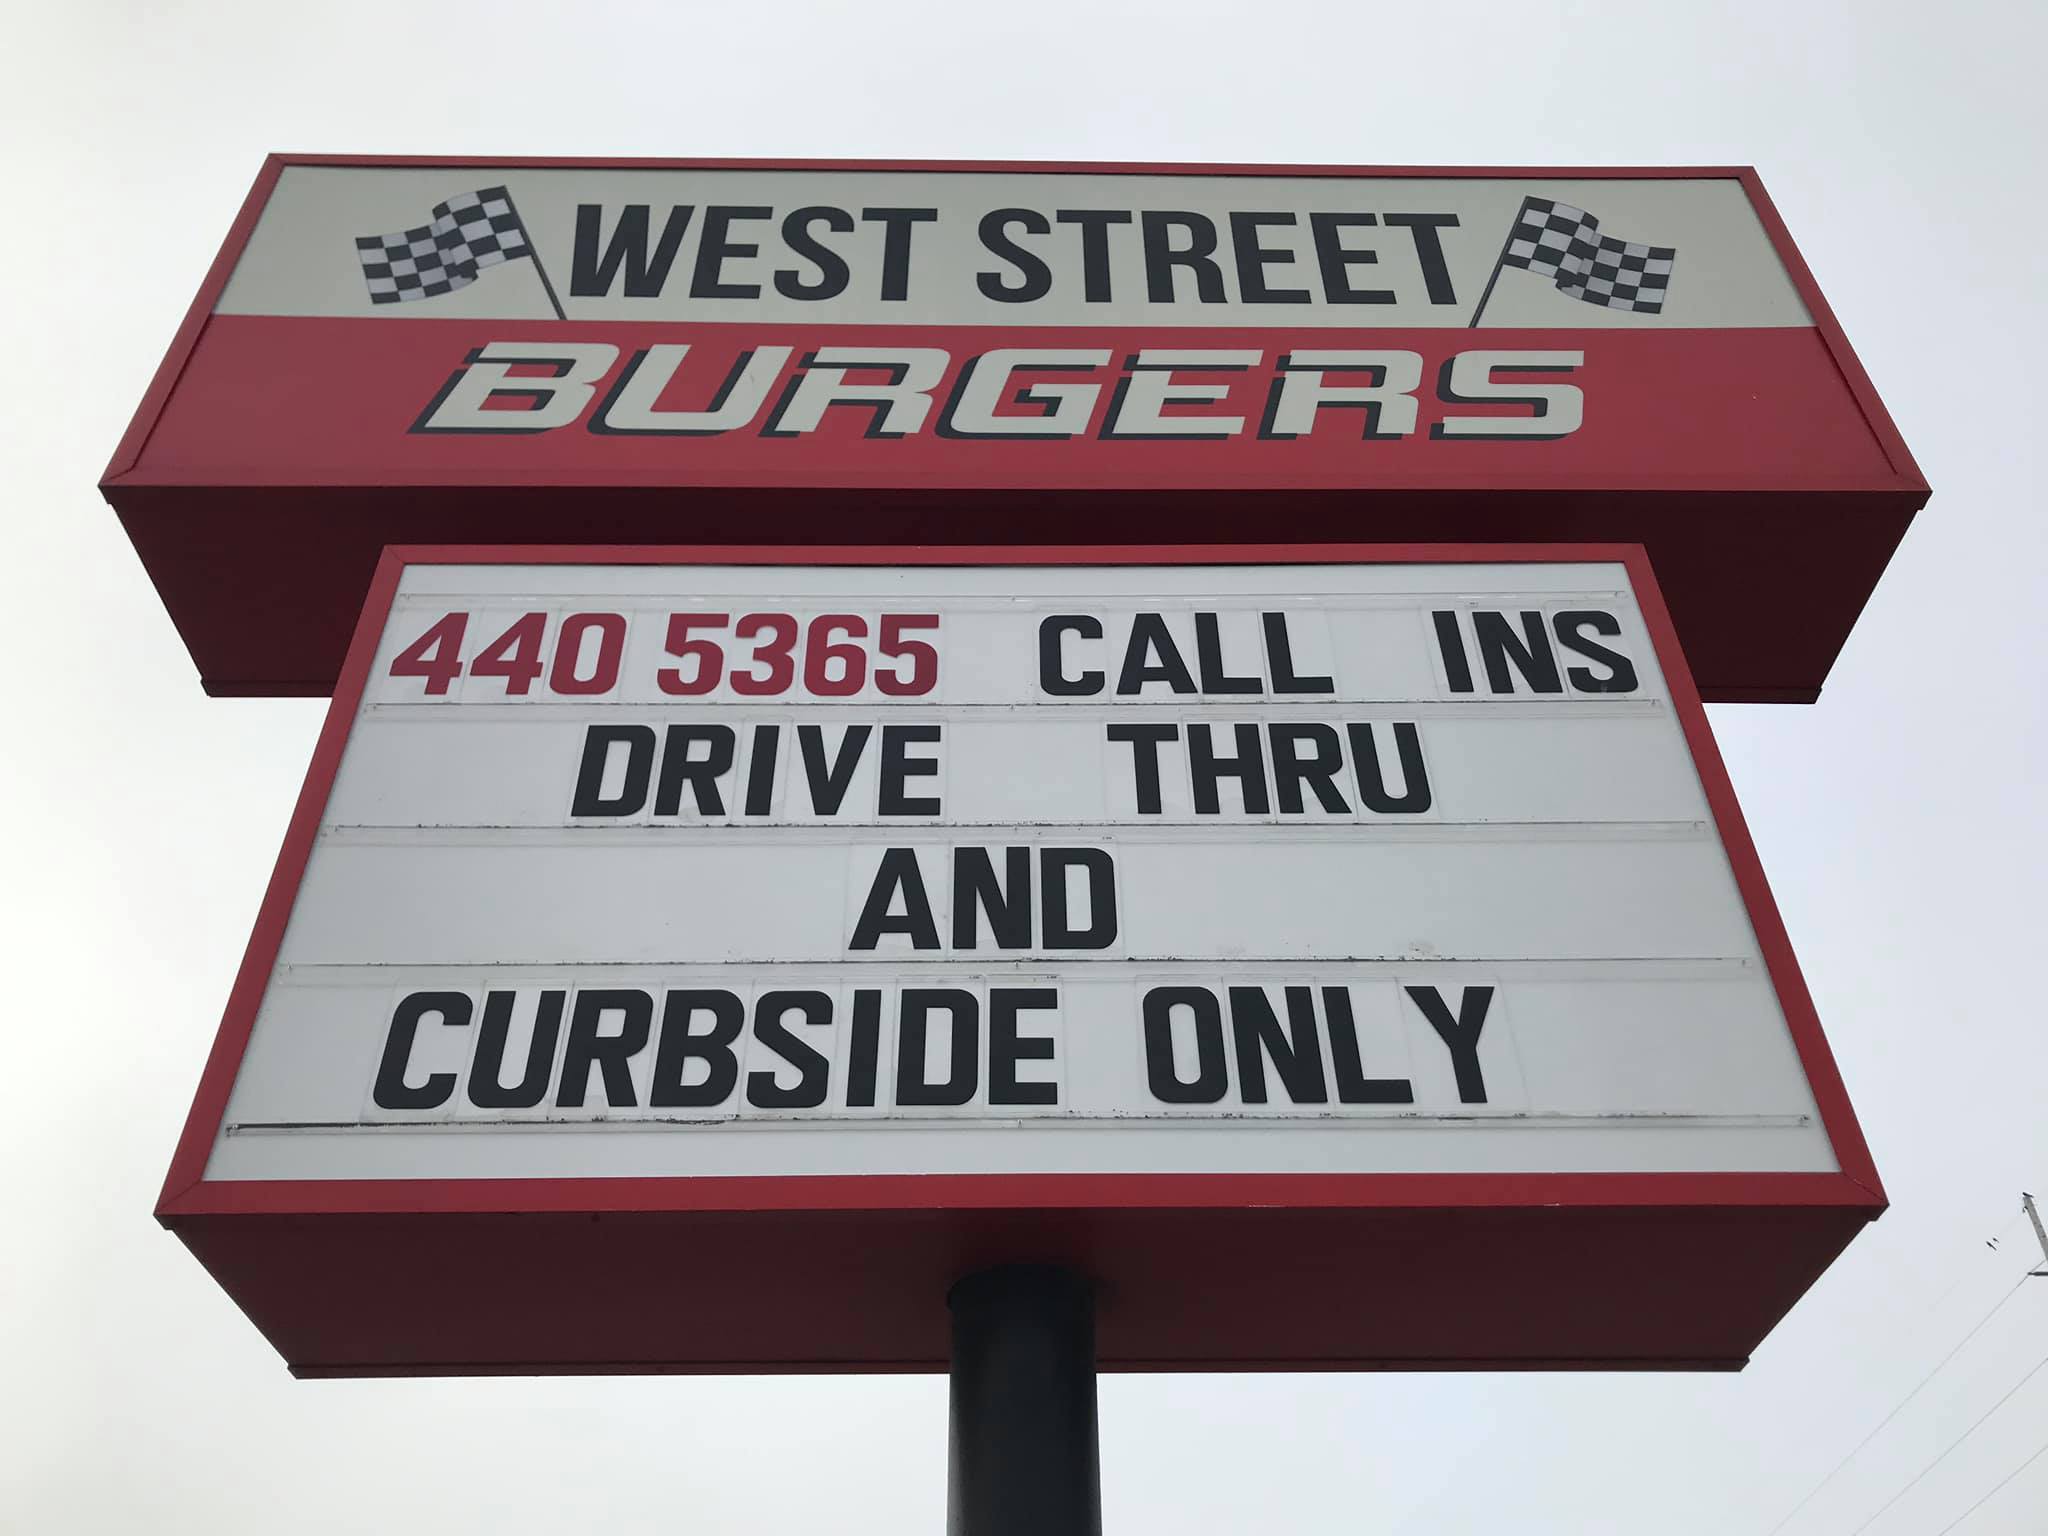 WEST STREET
BURGERS
440 5365 CALL INS
DRIVE THRU
AND
CURBSIDE ONLY